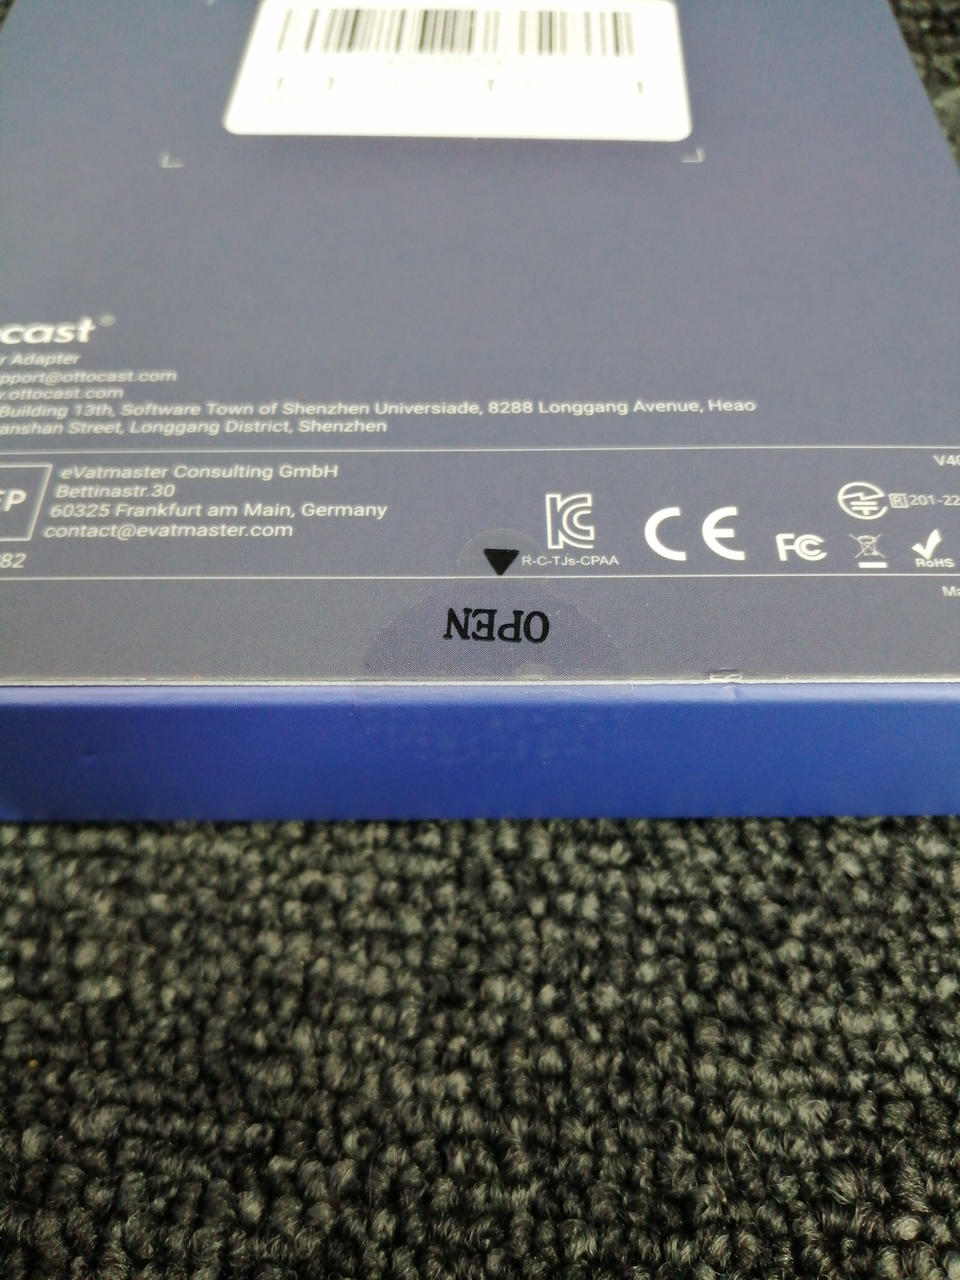 cast®
r Adapter
pport@ottocast.com
.ottocast.com
Building 13th, Software Town of Shenzhen Universiade, 8288 Longgang Avenue, Heao
anshan Street, Longgang District, Shenzhen
EP
eVatmaster Consulting GmbH
Bettinastr.30
60325 Frankfurt am Main, Germany
contact@evatmaster.com
82
V40
R 201-22
R-C-TJs-CPAA
CE
FC
RoHS
Ma
OPEN